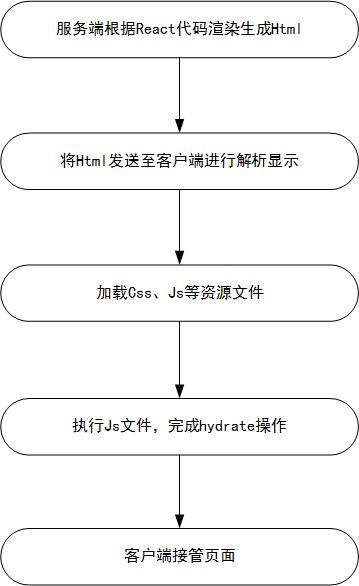 服务端根据React代码渲染生成Html
将Html发送至客户端进行解析显示
加载Css、Js等资源文件
执行Js文件，完成hydrate操作
客户端接管页面